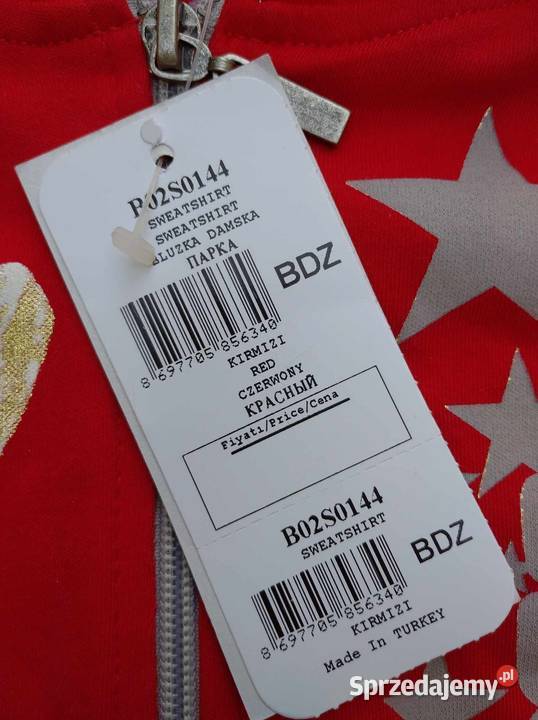 B02S0144
SWEATSHIRT
SWEATSHIRT
BLUZKA DAMSKA
ПАРКА
BDZ
8 697705 856340
KIRMIZI
RED
CZERWONY
КРАСНЫЙ
Fiyati/Price/Cena
B02S0144
SWEATSHIRT
BDZ
8 697705 856340
KIRMIZI
Made In TURKEY
Sprzedajemy.pl